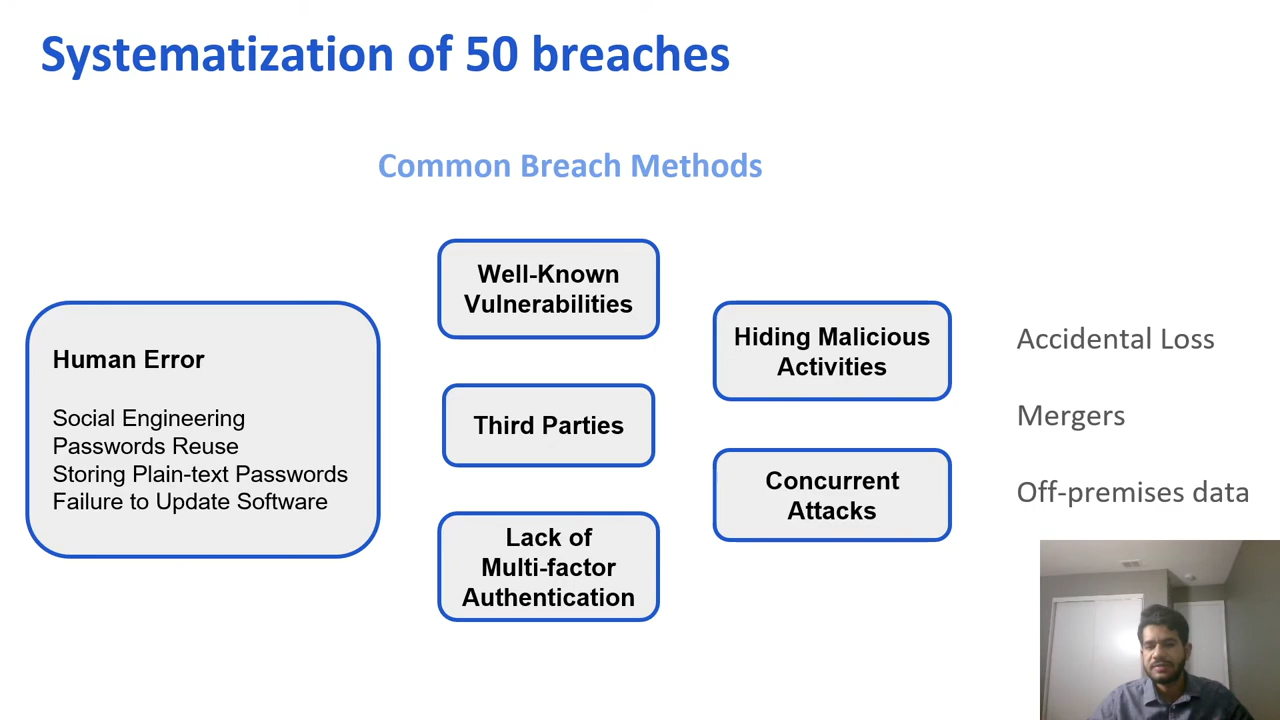 Systematization of 50 breaches
Common Breach Methods
Human Error
Social Engineering
Passwords Reuse
Storing Plain-text Passwords
Failure to Update Software
Well-Known
Vulnerabilities
Third Parties
Lack of
Multi-factor
Authentication
Hiding Malicious
Activities
Concurrent
Attacks
Accidental Loss
Mergers
Off-premises data